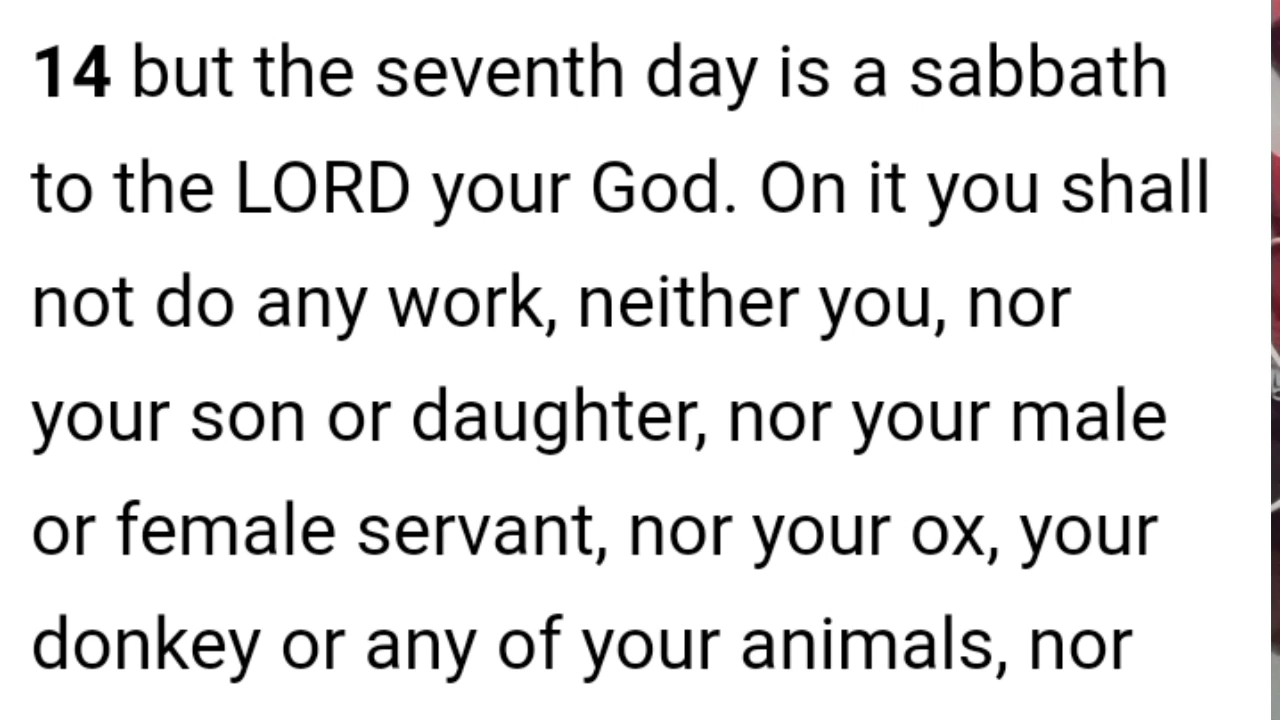 14 but the seventh day is a sabbath
to the LORD your God. On it you shall
not do any work, neither you, nor
your son or daughter, nor your male
or female servant, nor your ox, your
donkey or any of your animals, nor